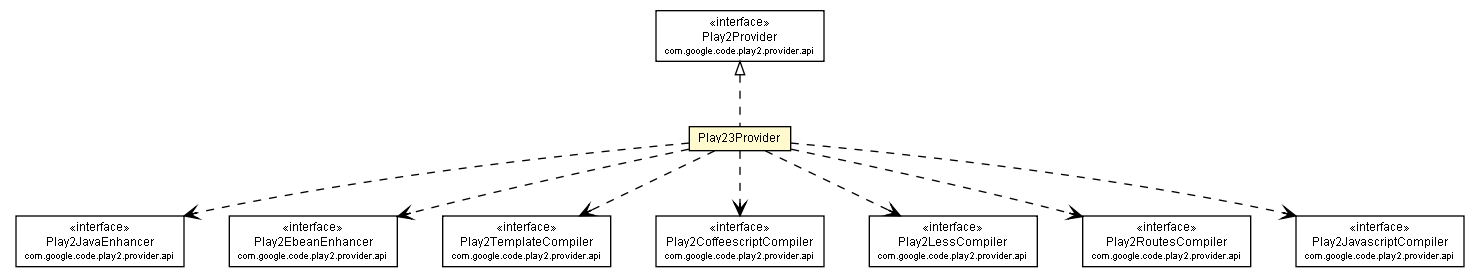 «interface»
Play2Provider
com.google.code.play2.provider.api
Play23Provider
«interface»
Play2JavaEnhancer
com.google.code.play2.provider.api
«interface»
Play2EbeanEnhancer
com.google.code.play2.provider.api
«interface»
Play2TemplateCompiler
com.google.code.play2.provider.api
«interface»
Play2CoffeescriptCompiler
com.google.code.play2.provider.api
«interface»
Play2LessCompiler
com.google.code.play2.provider.api
«interface»
Play2RoutesCompiler
com.google.code.play2.provider.api
«interface»
Play2JavascriptCompiler
com.google.code.play2.provider.api